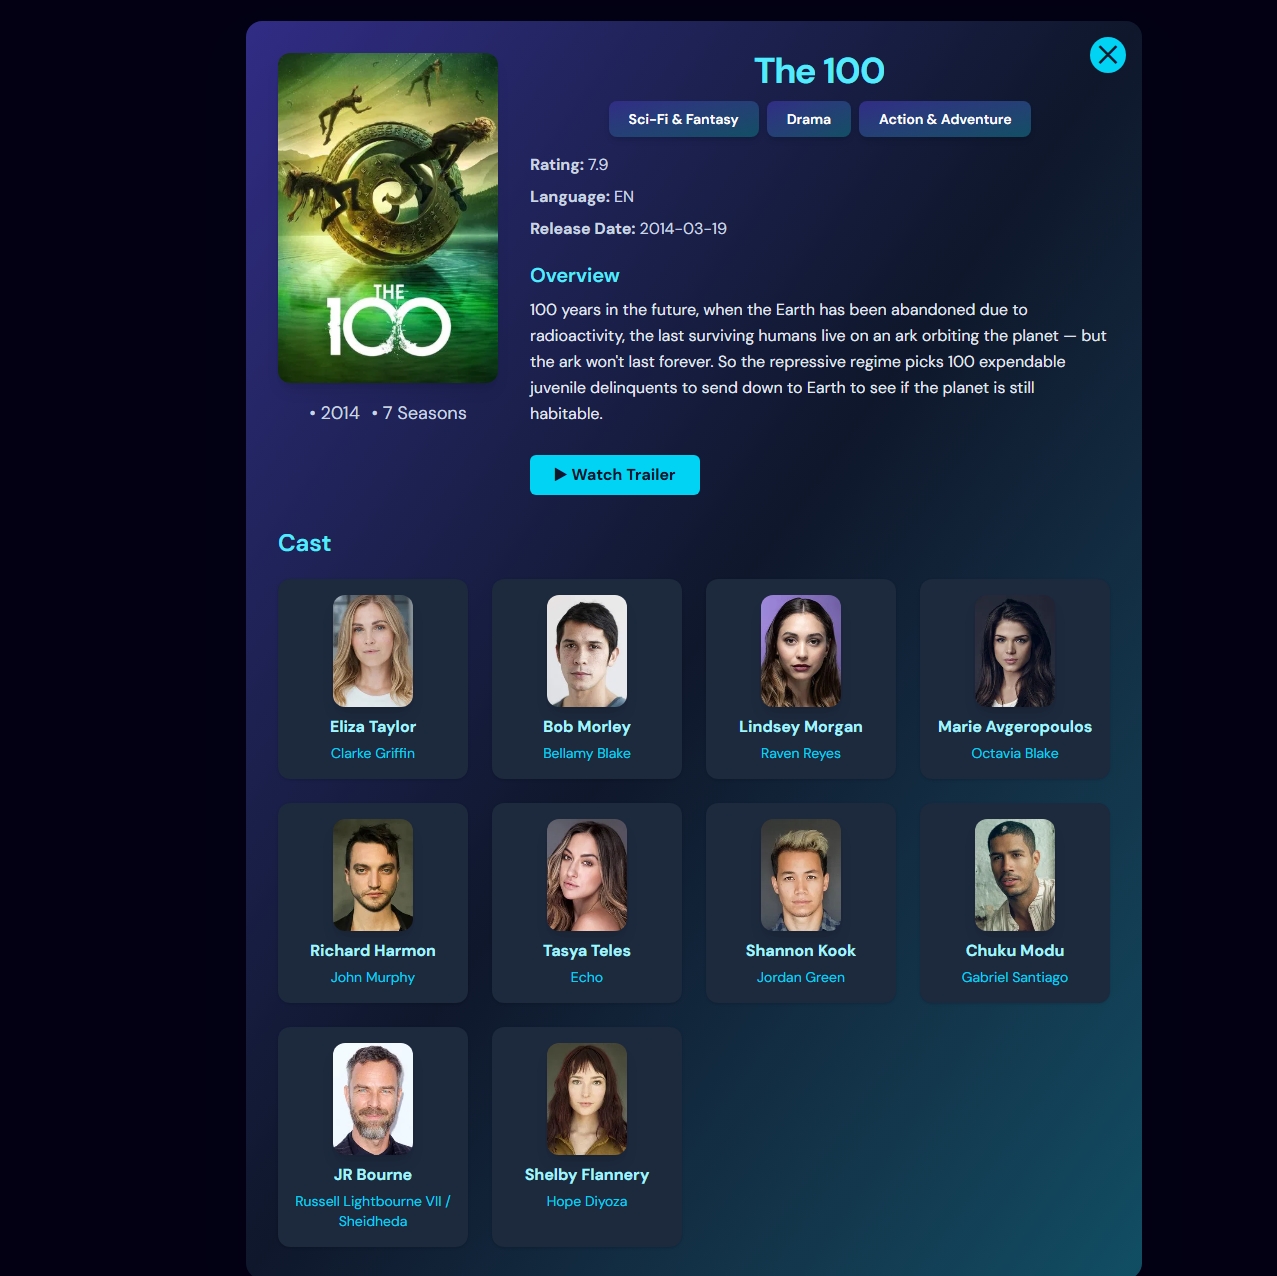 The 100
Sci-Fi & Fantasy
Drama
Action & Adventure
Rating: 7.9
Language: EN
Release Date: 2014-03-19
THE
100
• 2014 • 7 Seasons
Overview
100 years in the future, when the Earth has been abandoned due to
radioactivity, the last surviving humans live on an ark orbiting the planet — but
the ark won't last forever. So the repressive regime picks 100 expendable
juvenile delinquents to send down to Earth to see if the planet is still
habitable.
▶ Watch Trailer
Cast
Eliza Taylor
Clarke Griffin
Bob Morley
Bellamy Blake
Lindsey Morgan
Raven Reyes
Marie Avgeropoulos
Octavia Blake
Richard Harmon
John Murphy
Tasya Teles
Echo
Shannon Kook
Jordan Green
Chuku Modu
Gabriel Santiago
JR Bourne
Russell Lightbourne VII /
Sheidheda
Shelby Flannery
Hope Diyoza